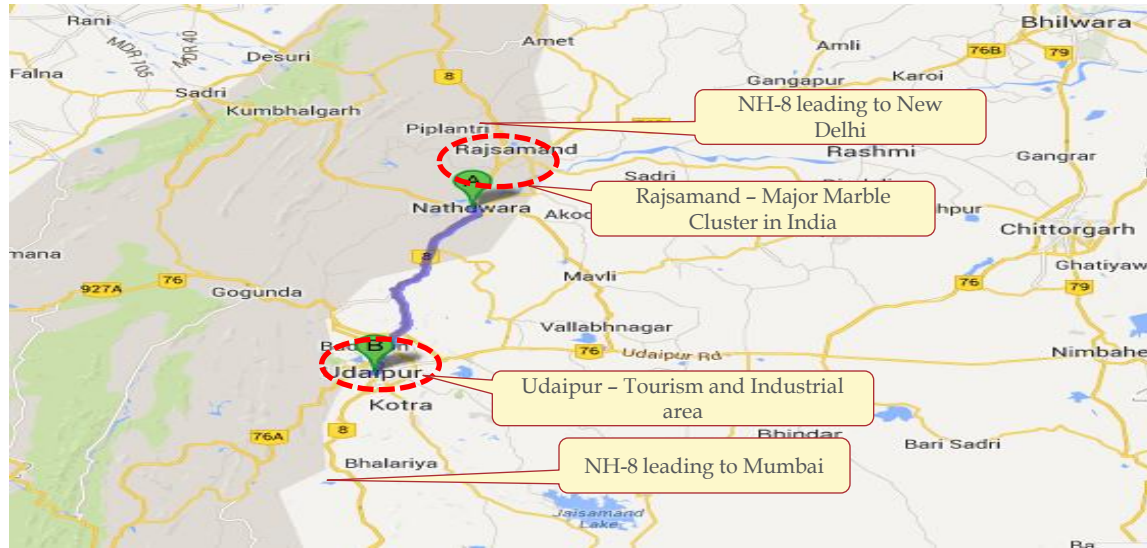 Rani
Bhilwara
Amet
Amli
MDR 106
MDR 40
Desuri
8
76B
79
Falna
Karoi
Gangapur
Sadri
NH-8 leading to New
Delhi
Kumbhalgarh
Piplantri
Rajsamand
Rashmi
Gangrar
A
Sadri
Rajsamand – Major Marble
Cluster in India
Nathdwara
Chittorgarh
8
Mavli
Ghatiyaw
76
927A
Gogunda
76
79
Vallabhnagar
B
76
Udaipur Rd
Nimbahe
Udaipur
Udaipur – Tourism and Industrial
area
Kotra
8
76A
Bhindar
Bari Sadri
Bhalariya
NH-8 leading to Mumbai
Jaisamand
Lake
Ba